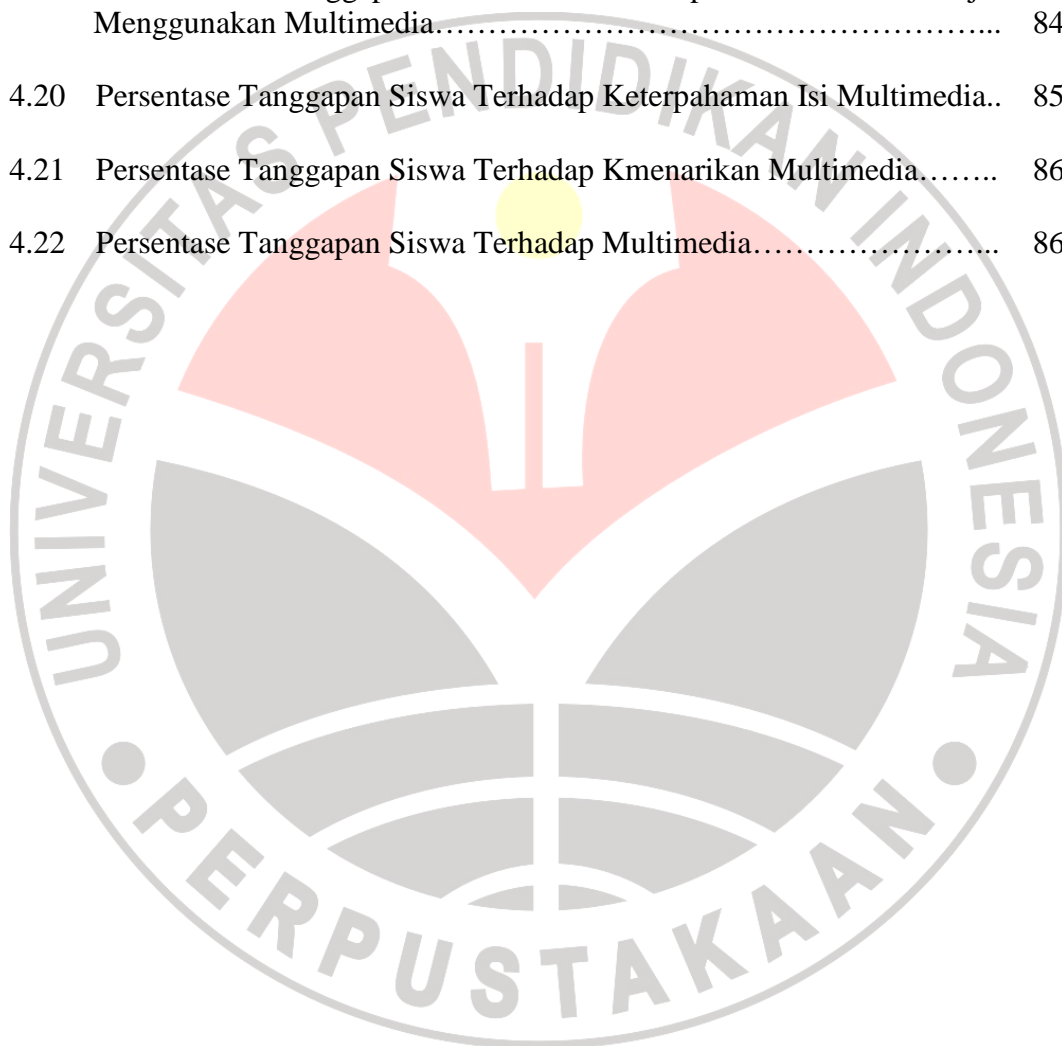 Menggunakan Multimedia……………………………………………... 84
4.20 Persentase Tanggapan Siswa Terhadap Keterpahaman Isi Multimedia.. 85
4.21 Persentase Tanggapan Siswa Terhadap Kmenarikan Multimedia…….. 86
4.22 Persentase Tanggapan Siswa Terhadap Multimedia………………….. 86
UNIVERSITAS PENDIDIKAN INDONESIA
PERPUSTAKAAN